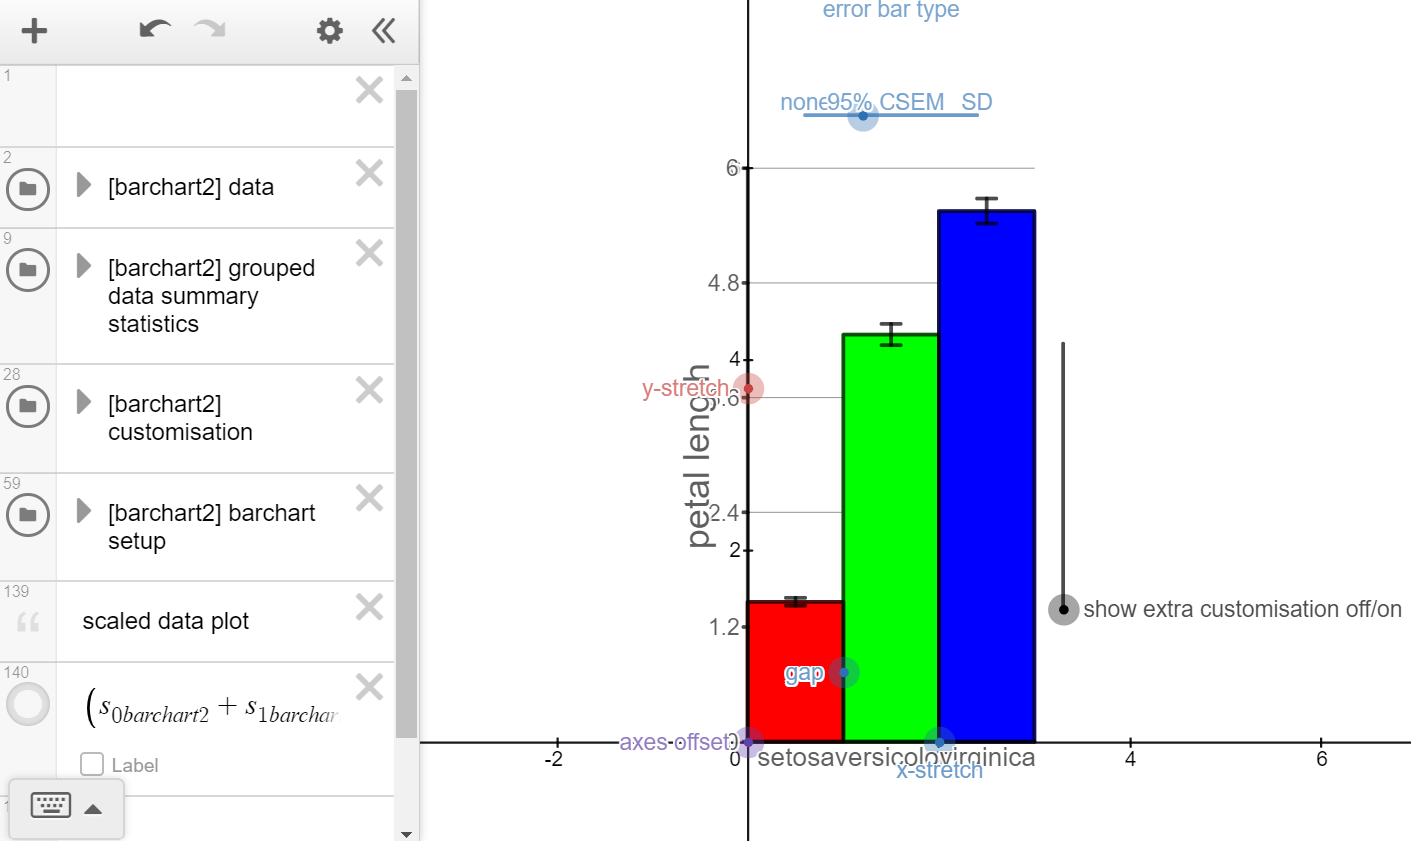 1
2
[barchart2] data
9
[barchart2] grouped
data summary
statistics
28
[barchart2]
customisation
59
[barchart2] barchart
setup
139
scaled data plot
140
(s0barchart2 + s1barchar
Label
error bar type
none 95% C SEM SD
6
4.8
4
y-stretch
3.6
petal length
2.4
2
1.2
show extra customisation off/on
gap
axes-offset
0
-2
0
setosa versicolor virginica
x-stretch
4
6